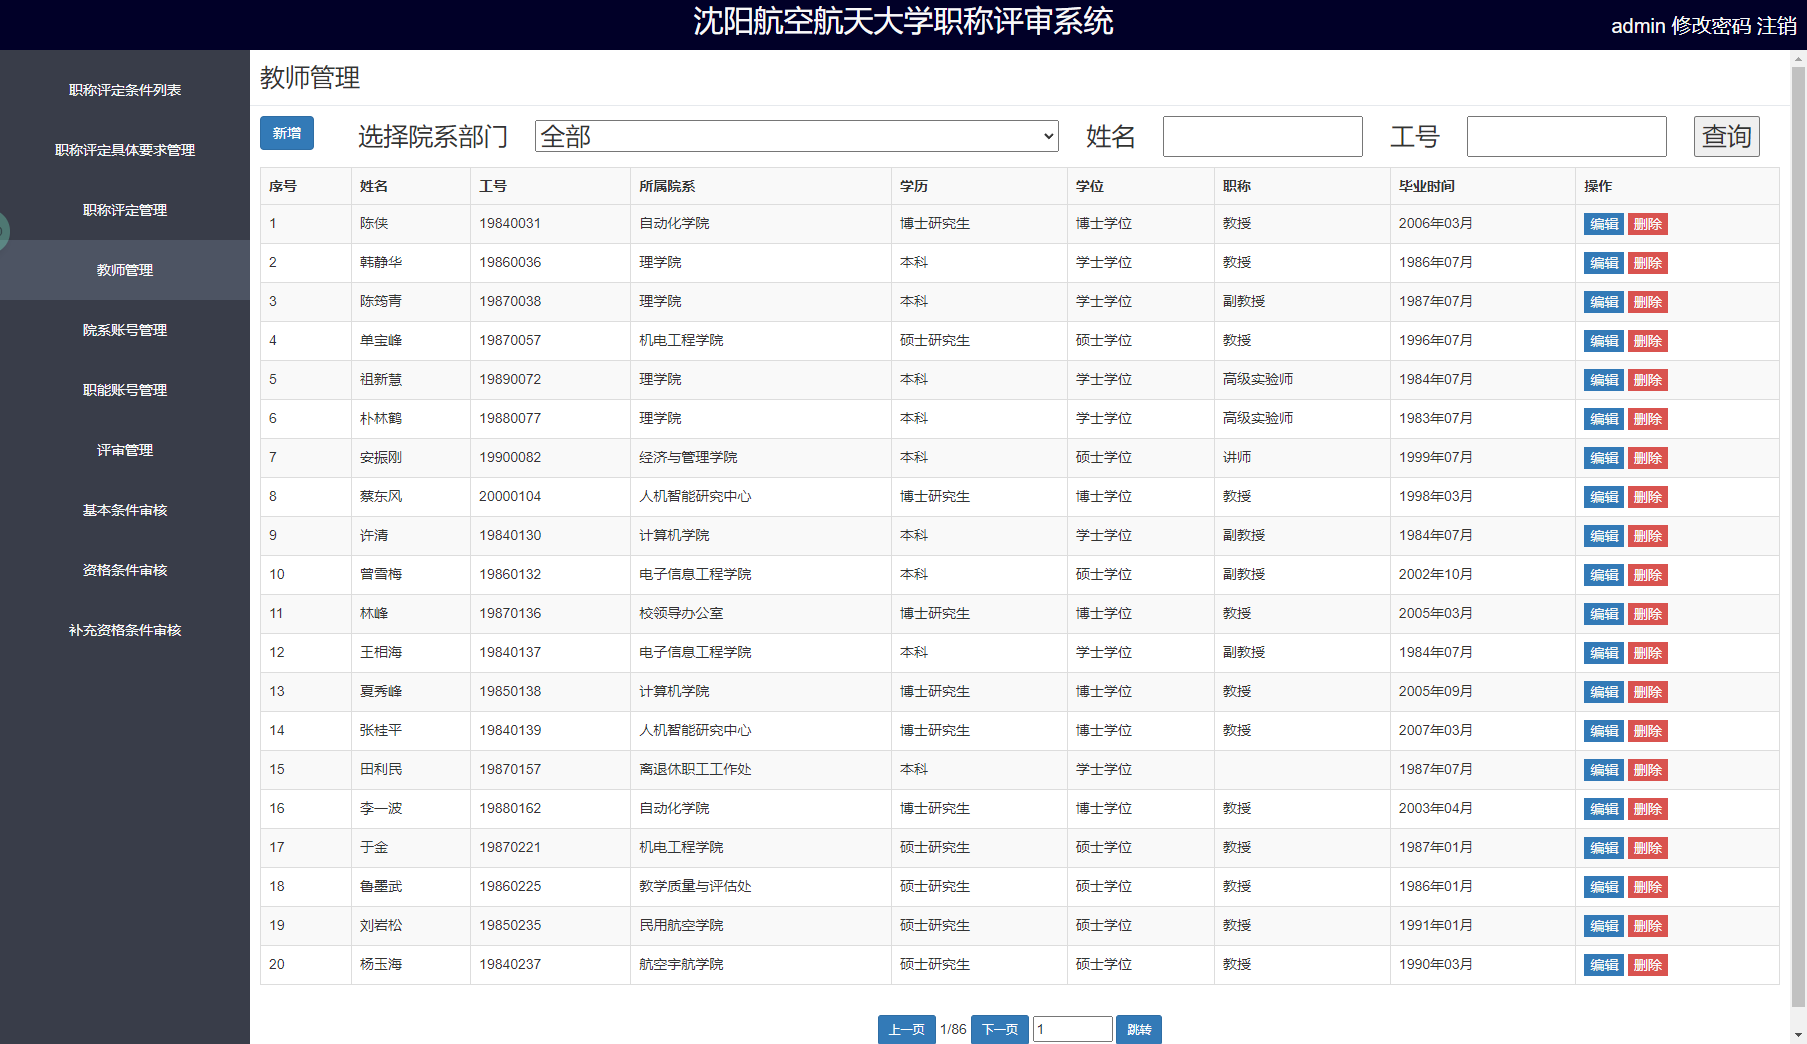 沈阳航空航天大学职称评审系统
admin 修改密码 注销
职称评定条件列表
职称评定具体要求管理
职称评定管理
教师管理
院系账号管理
职能账号管理
评审管理
基本条件审核
资格条件审核
补充资格条件审核
教师管理
新增 选择院系部门 全部 姓名 工号 查询
序号 姓名 工号 所属院系 学历 学位 职称 毕业时间 操作
1 陈侠 19840031 自动化学院 博士研究生 博士学位 教授 2006年03月 编辑 删除
2 韩静华 19860036 理学院 本科 学士学位 教授 1986年07月 编辑 删除
3 陈筠青 19870038 理学院 本科 学士学位 副教授 1987年07月 编辑 删除
4 单宝峰 19870057 机电工程学院 硕士研究生 硕士学位 教授 1996年07月 编辑 删除
5 祖新慧 19890072 理学院 本科 学士学位 高级实验师 1984年07月 编辑 删除
6 朴林鹤 19880077 理学院 本科 学士学位 高级实验师 1983年07月 编辑 删除
7 安振刚 19900082 经济与管理学院 本科 硕士学位 讲师 1999年07月 编辑 删除
8 蔡东风 20000104 人机智能研究中心 博士研究生 博士学位 教授 1998年03月 编辑 删除
9 许清 19840130 计算机学院 本科 学士学位 副教授 1984年07月 编辑 删除
10 曾雪梅 19860132 电子信息工程学院 本科 硕士学位 副教授 2002年10月 编辑 删除
11 林峰 19870136 校领导办公室 博士研究生 博士学位 教授 2005年03月 编辑 删除
12 王相海 19840137 电子信息工程学院 本科 学士学位 副教授 1984年07月 编辑 删除
13 夏秀峰 19850138 计算机学院 博士研究生 博士学位 教授 2005年09月 编辑 删除
14 张桂平 19840139 人机智能研究中心 博士研究生 博士学位 教授 2007年03月 编辑 删除
15 田利民 19870157 离退休职工工作处 本科 学士学位 1987年07月 编辑 删除
16 李一波 19880162 自动化学院 博士研究生 博士学位 教授 2003年04月 编辑 删除
17 于金 19870221 机电工程学院 硕士研究生 硕士学位 教授 1987年01月 编辑 删除
18 鲁墨武 19860225 教学质量与评估处 硕士研究生 硕士学位 教授 1986年01月 编辑 删除
19 刘岩松 19850235 民用航空学院 硕士研究生 硕士学位 教授 1991年01月 编辑 删除
20 杨玉海 19840237 航空宇航学院 硕士研究生 硕士学位 教授 1990年03月 编辑 删除
上一页 1/86 下一页 1 跳转